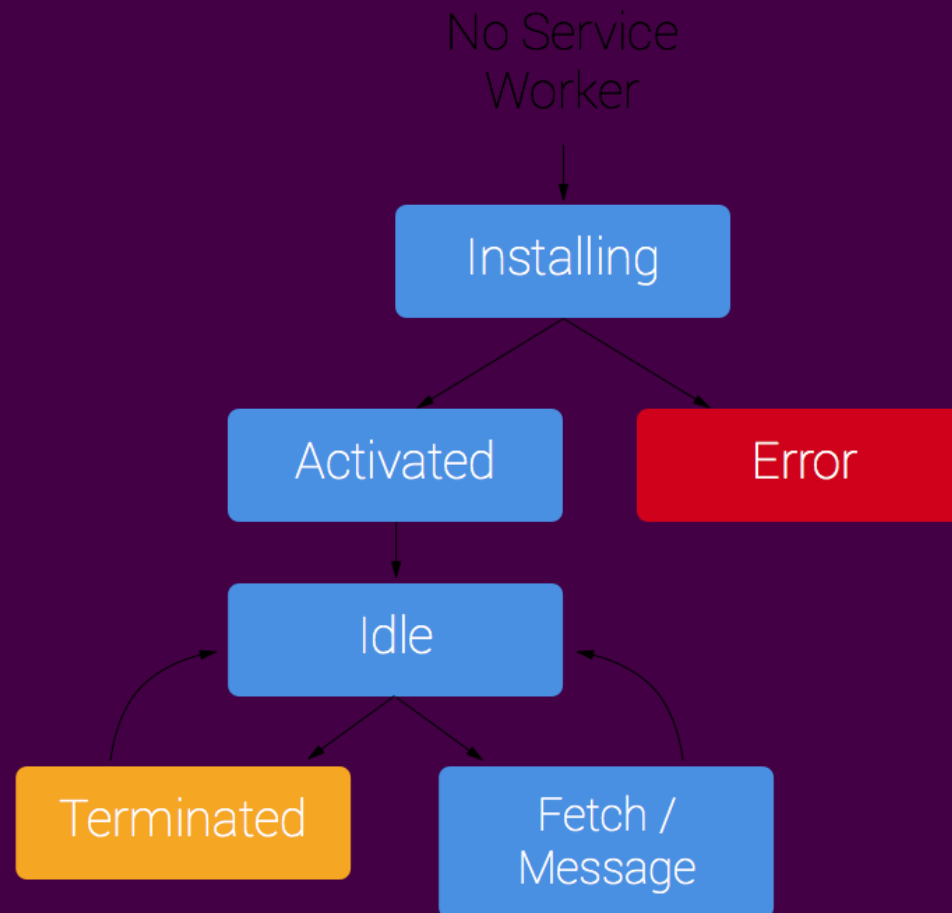 No Service
Worker
Installing
Activated
Error
Idle
Terminated
Fetch /
Message